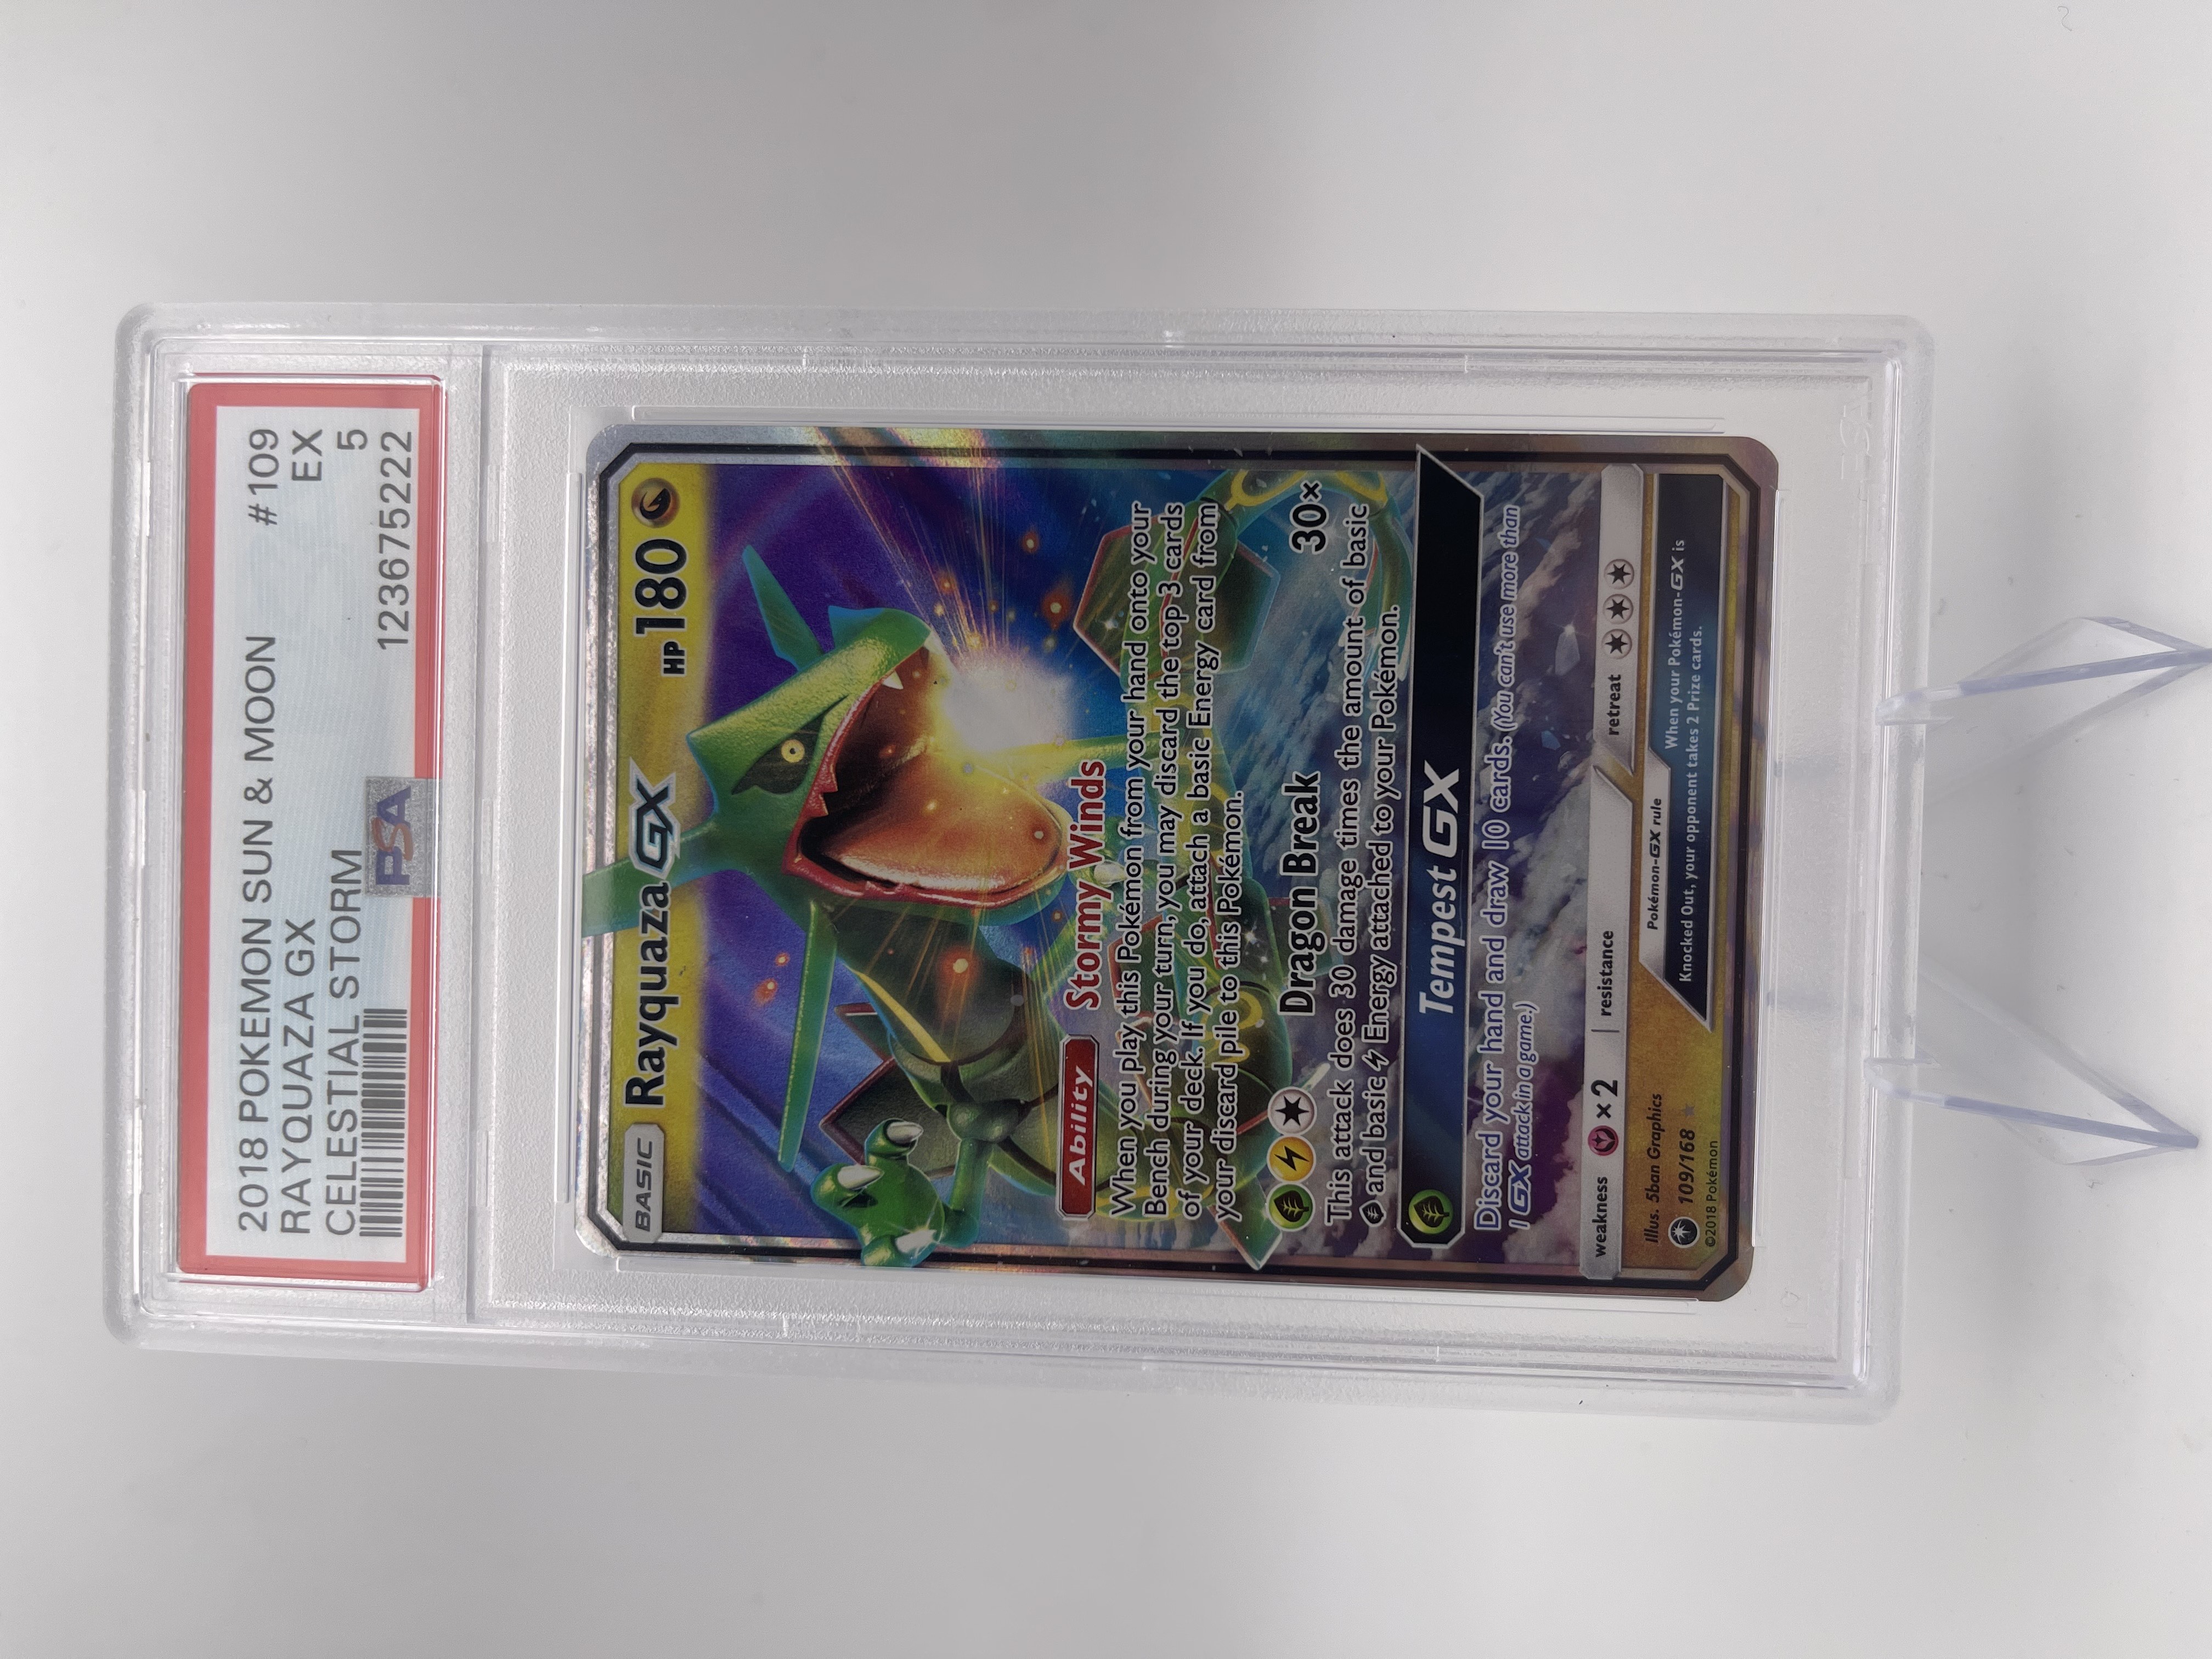 2018 POKEMON SUN & MOON #109
RAYQUAZA GX EX
CELESTIAL STORM 5
PSA 123675222
BASIC Rayquaza GX HP 180
Ability Stormy Winds
When you play this Pokémon from your hand onto your
Bench during your turn, you may discard the top 3 cards
of your deck. If you do, attach a basic Energy card from
your discard pile to this Pokémon.
Dragon Break 30×
This attack does 30 damage times the amount of basic
and basic Energy attached to your Pokémon.
Tempest GX
Discard your hand and draw 10 cards. (You can't use more than
1 GX attack in a game.)
weakness ×2 resistance retreat
Illus. 5ban Graphics
109/168
©2018 Pokémon
Pokémon-GX rule
When your Pokémon-GX is
Knocked Out, your opponent takes 2 Prize cards.
PSA